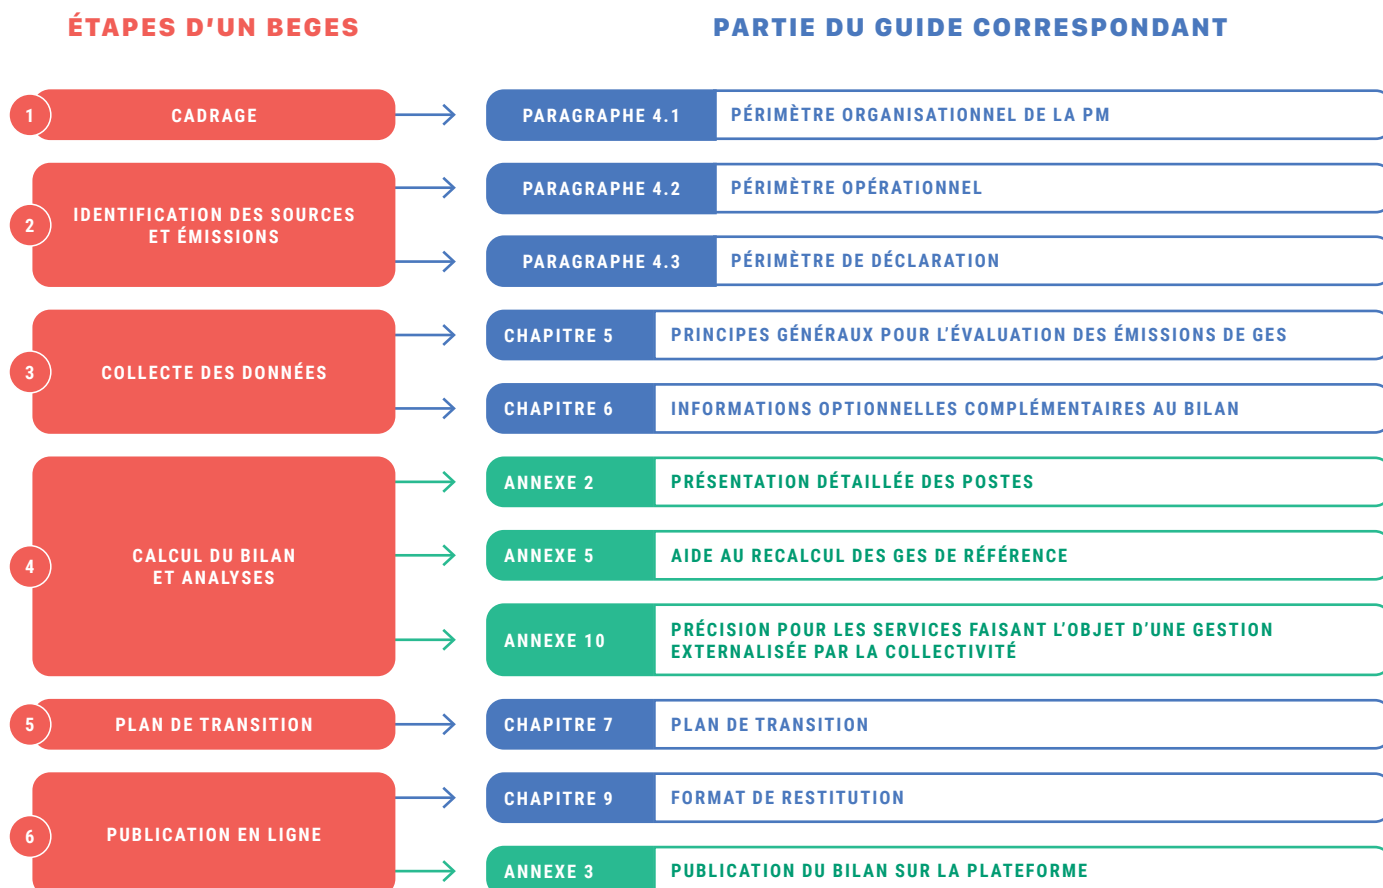 ÉTAPES D'UN BEGES
PARTIE DU GUIDE CORRESPONDANT
1
CADRAGE
PARAGRAPHE 4.1
PÉRIMÈTRE ORGANISATIONNEL DE LA PM
2
IDENTIFICATION DES SOURCES
ET ÉMISSIONS
PARAGRAPHE 4.2
PÉRIMÈTRE OPÉRATIONNEL
PARAGRAPHE 4.3
PÉRIMÈTRE DE DÉCLARATION
3
COLLECTE DES DONNÉES
CHAPITRE 5
PRINCIPES GÉNÉRAUX POUR L'ÉVALUATION DES ÉMISSIONS DE GES
CHAPITRE 6
INFORMATIONS OPTIONNELLES COMPLÉMENTAIRES AU BILAN
4
CALCUL DU BILAN
ET ANALYSES
ANNEXE 2
PRÉSENTATION DÉTAILLÉE DES POSTES
ANNEXE 5
AIDE AU RECALCUL DES GES DE RÉFÉRENCE
ANNEXE 10
PRÉCISION POUR LES SERVICES FAISANT L'OBJET D'UNE GESTION
EXTERNALISÉE PAR LA COLLECTIVITÉ
5
PLAN DE TRANSITION
CHAPITRE 7
PLAN DE TRANSITION
6
PUBLICATION EN LIGNE
CHAPITRE 9
FORMAT DE RESTITUTION
ANNEXE 3
PUBLICATION DU BILAN SUR LA PLATEFORME